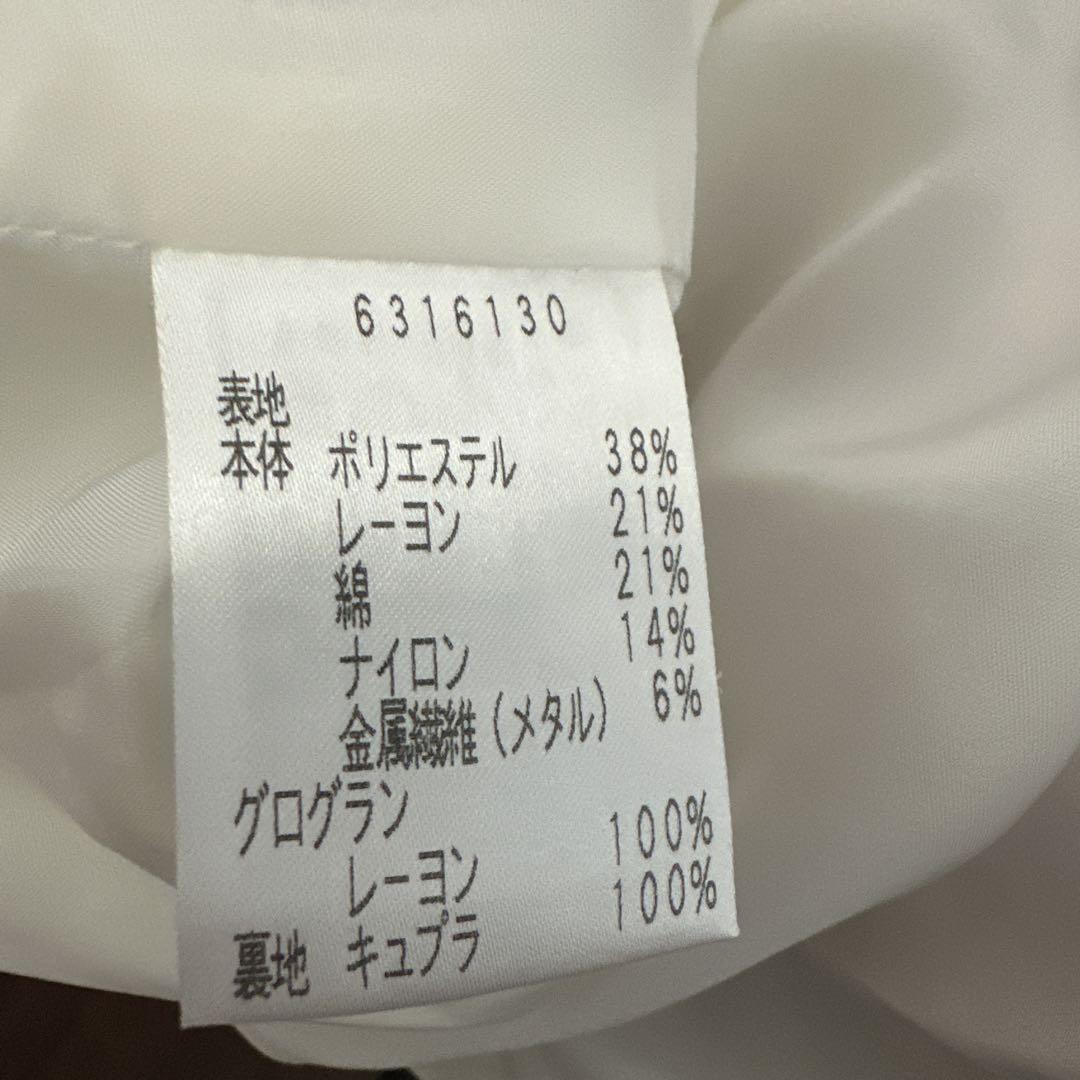 6316130
表地
本体 ポリエステル 38%
レーヨン 21%
綿 21%
ナイロン 14%
金属繊維(メタル) 6%
グログラン
レーヨン 100%
裏地 キュプラ 100%